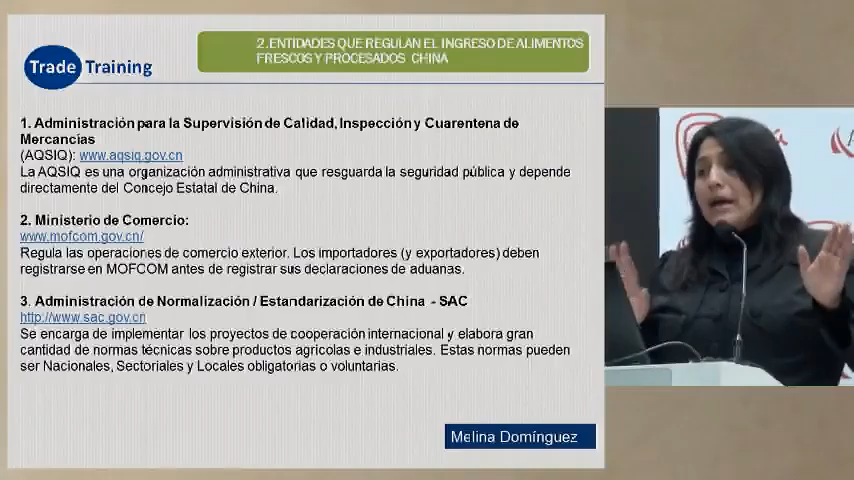 2.ENTIDADES QUE REGULAN EL INGRESO DE ALIMENTOS
FRESCOS Y PROCESADOS CHINA
Trade Training
1. Administración para la Supervisión de Calidad, Inspección y Cuarentena de
Mercancías
(AQSIQ): www.aqsiq.gov.cn
La AQSIQ es una organización administrativa que resguarda la seguridad pública y depende
directamente del Concejo Estatal de China.
2. Ministerio de Comercio:
www.mofcom.gov.cn/
Regula las operaciones de comercio exterior. Los importadores (y exportadores) deben
registrarse en MOFCOM antes de registrar sus declaraciones de aduanas.
3. Administración de Normalización / Estandarización de China - SAC
http://www.sac.gov.cn
Se encarga de implementar los proyectos de cooperación internacional y elabora gran
cantidad de normas técnicas sobre productos agrícolas e industriales. Estas normas pueden
ser Nacionales, Sectoriales y Locales obligatorias o voluntarias.
Melina Domínguez